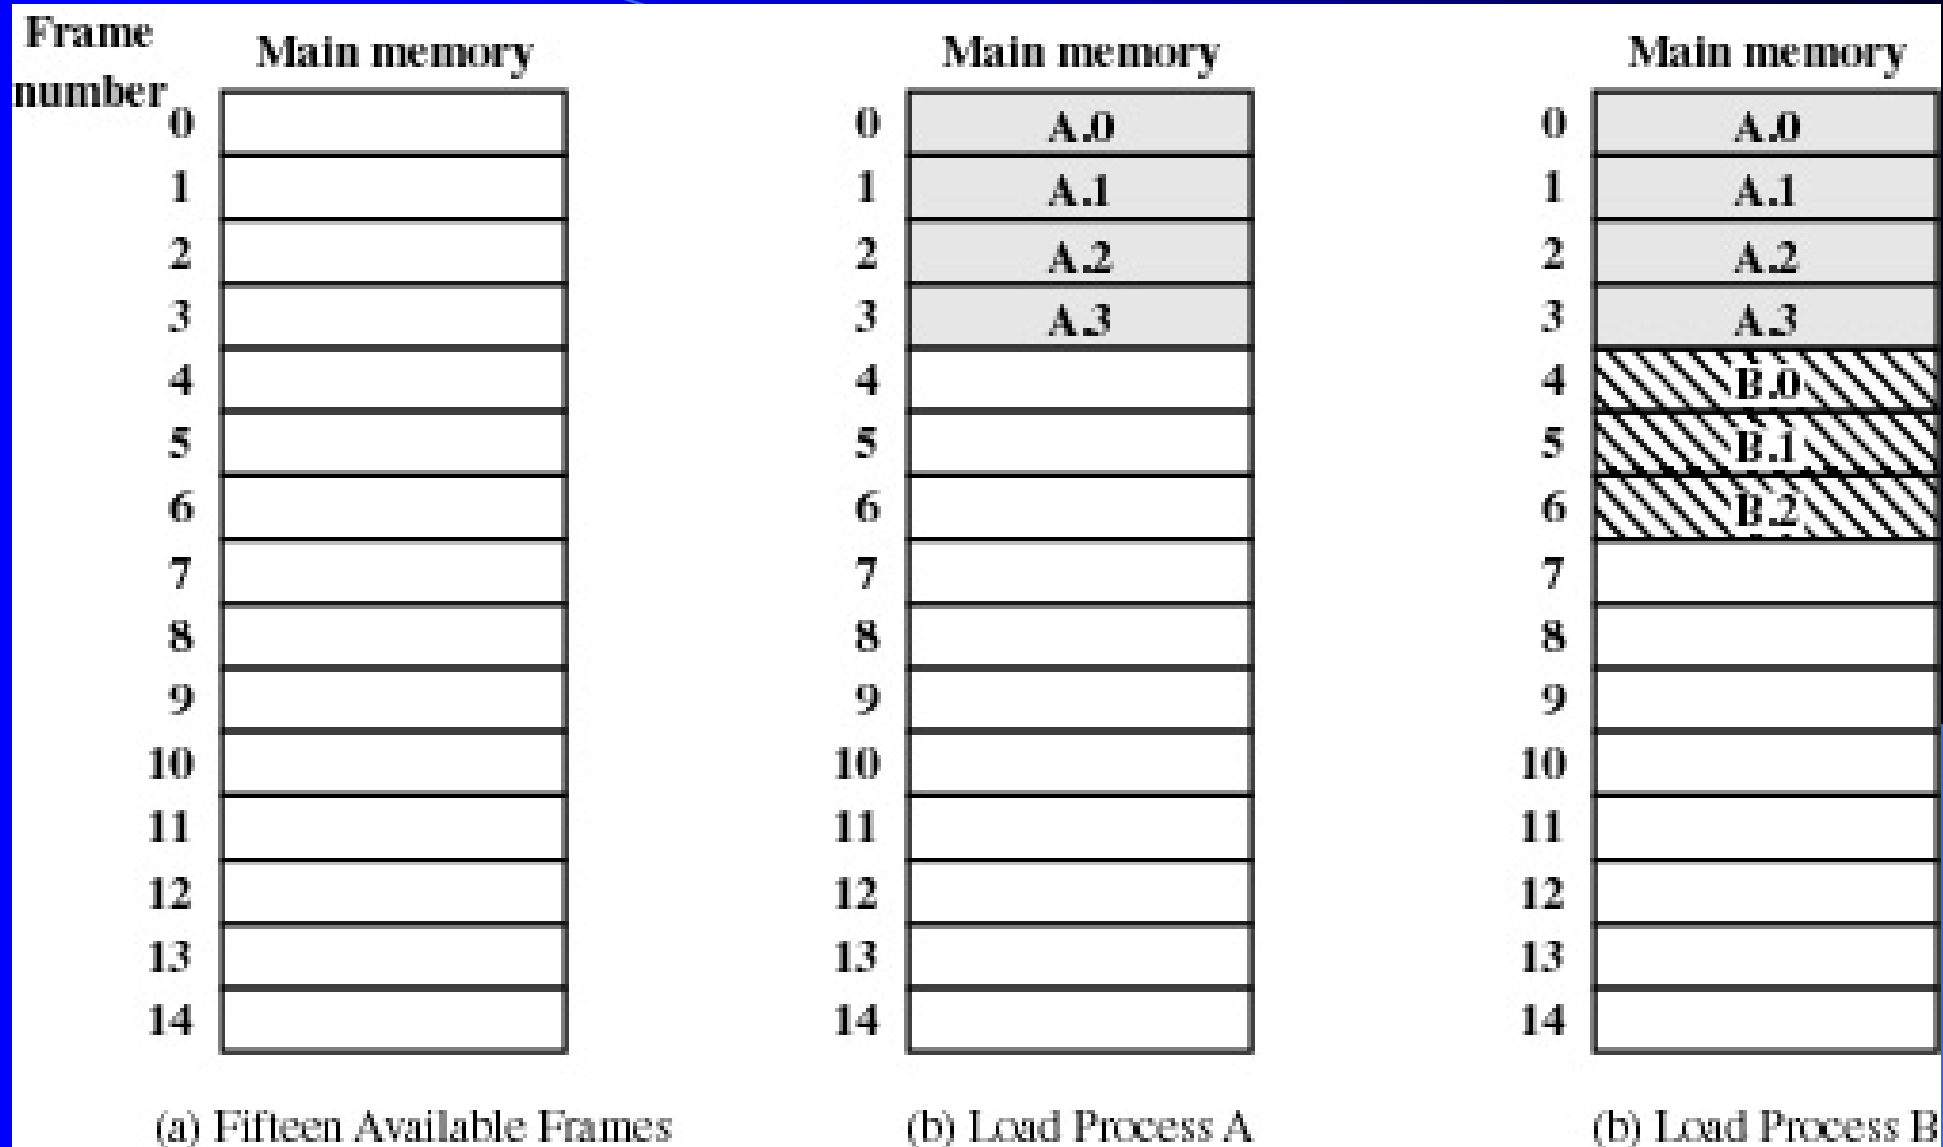 Frame
number
Main memory
0
1
2
3
4
5
6
7
8
9
10
11
12
13
14
(a) Fifteen Available Frames
Main memory
0 A.0
1 A.1
2 A.2
3 A.3
4
5
6
7
8
9
10
11
12
13
14
(b) Load Process A
Main memory
0 A.0
1 A.1
2 A.2
3 A.3
4 B.0
5 B.1
6 B.2
7
8
9
10
11
12
13
14
(b) Load Process B